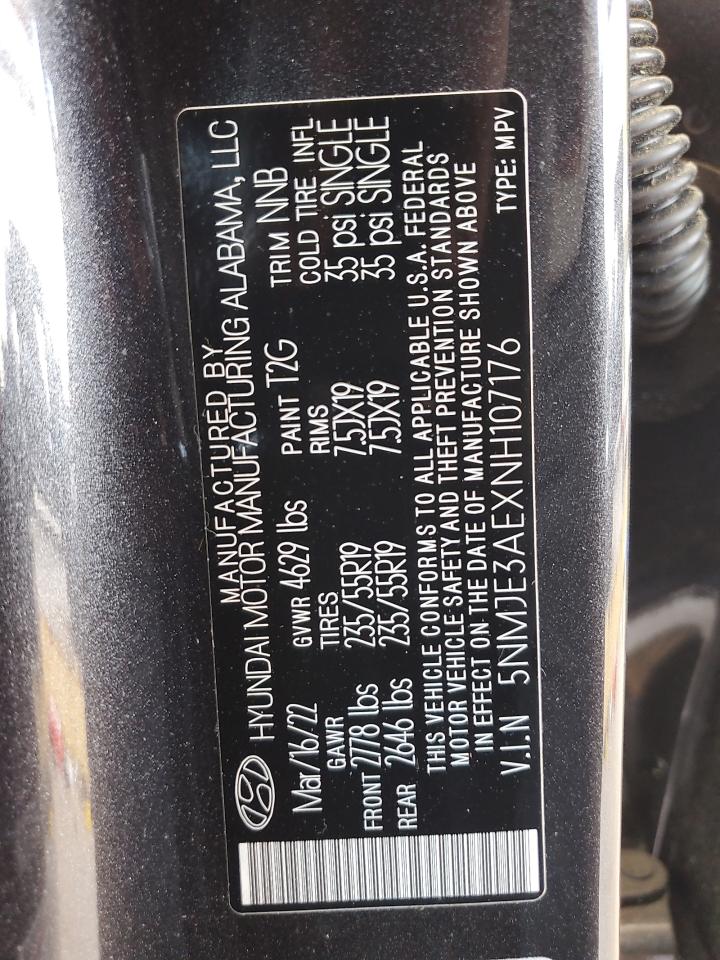 MANUFACTURED BY
HYUNDAI MOTOR MANUFACTURING ALABAMA, LLC
Mar/16/22 GVWR 4629 lbs PAINT T2G TRIM NNB
GAWR TIRES RIMS COLD TIRE INFL
FRONT 2778 lbs 235/55R19 7.5JX19 35 psi SINGLE
REAR 2646 lbs 235/55R19 7.5JX19 35 psi SINGLE
THIS VEHICLE CONFORMS TO ALL APPLICABLE U.S.A. FEDERAL
MOTOR VEHICLE SAFETY AND THEFT PREVENTION STANDARDS
IN EFFECT ON THE DATE OF MANUFACTURE SHOWN ABOVE
V.I.N 5NMJE3AEXNH107176 TYPE: MPV